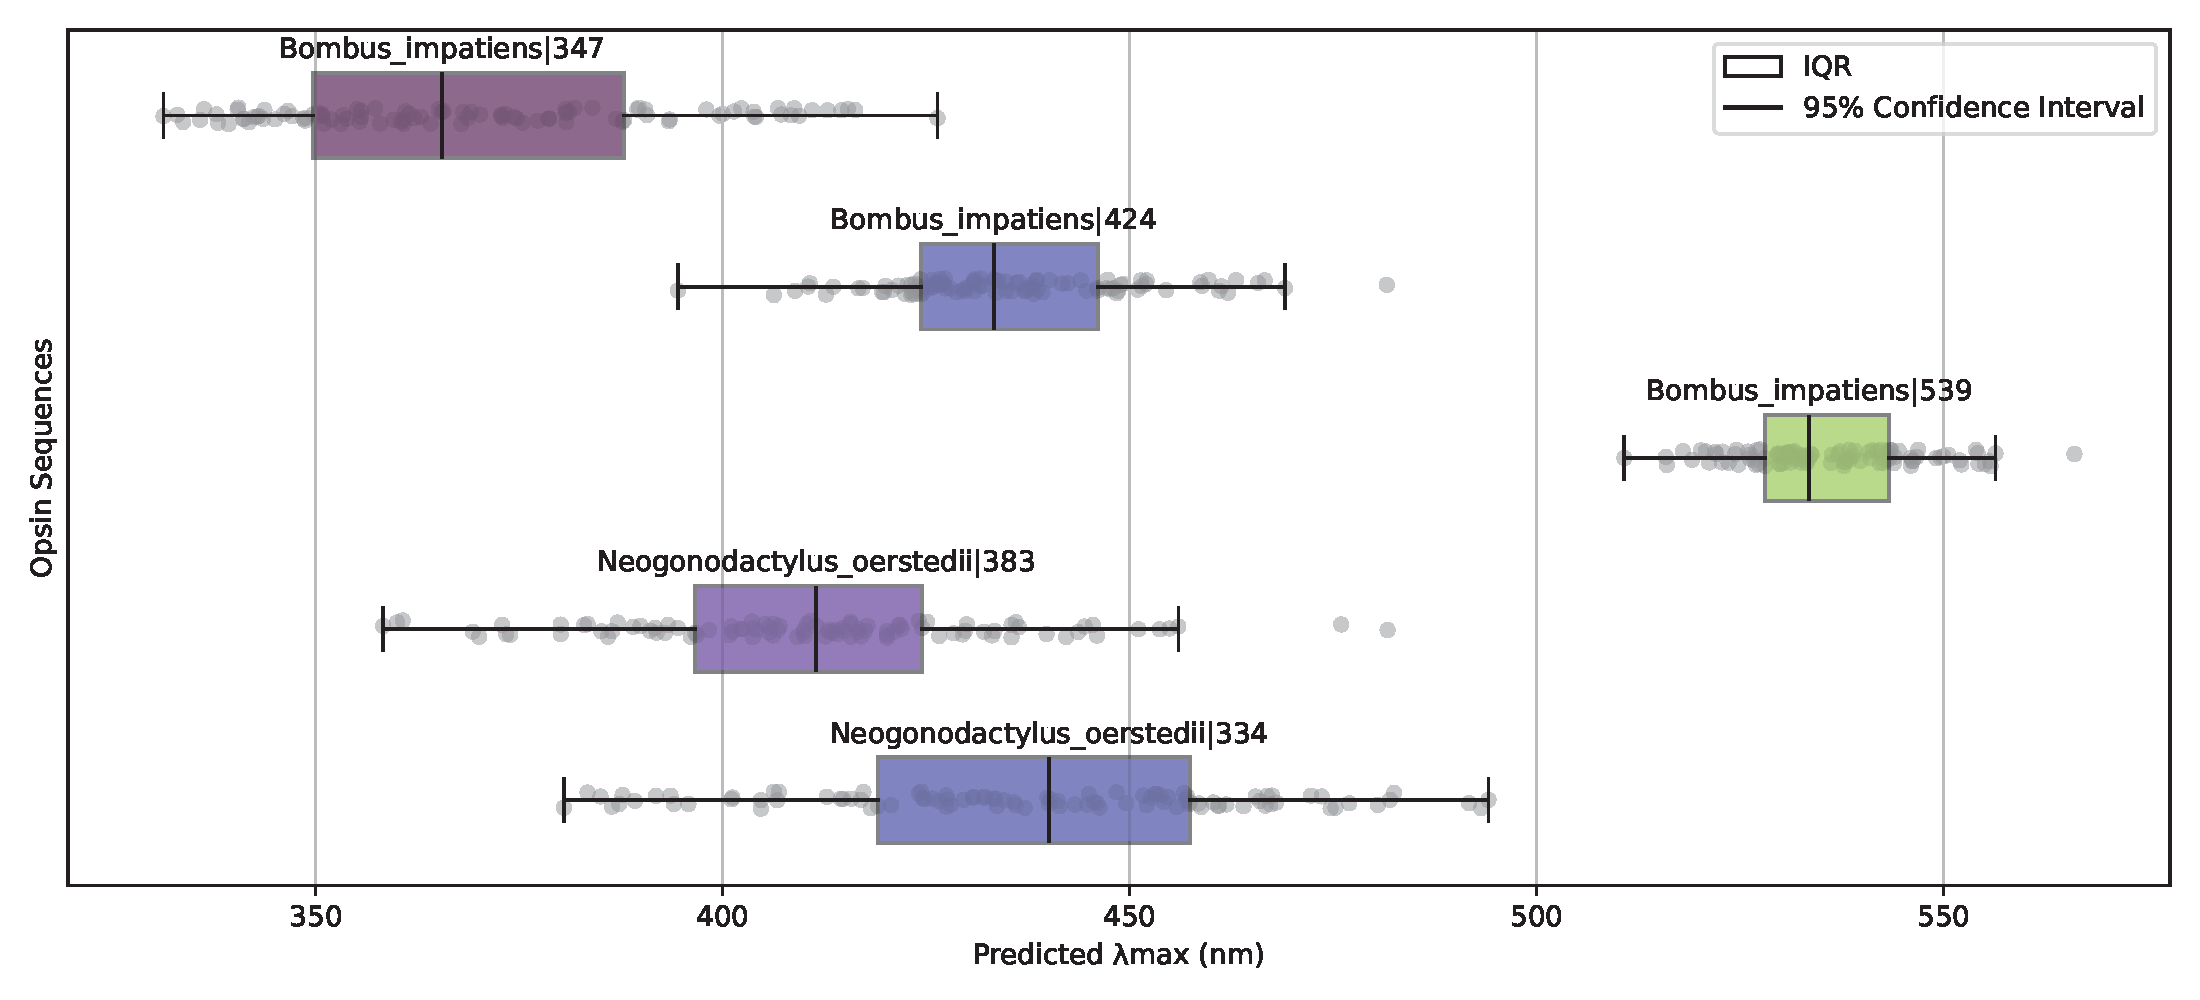 Bombus_impatiens|347
IQR
95% Confidence Interval
Bombus_impatiens|424
Bombus_impatiens|539
Opsin Sequences
Neogonodactylus_oerstedii|383
Neogonodactylus_oerstedii|334
350 400 450 500 550
Predicted λmax (nm)